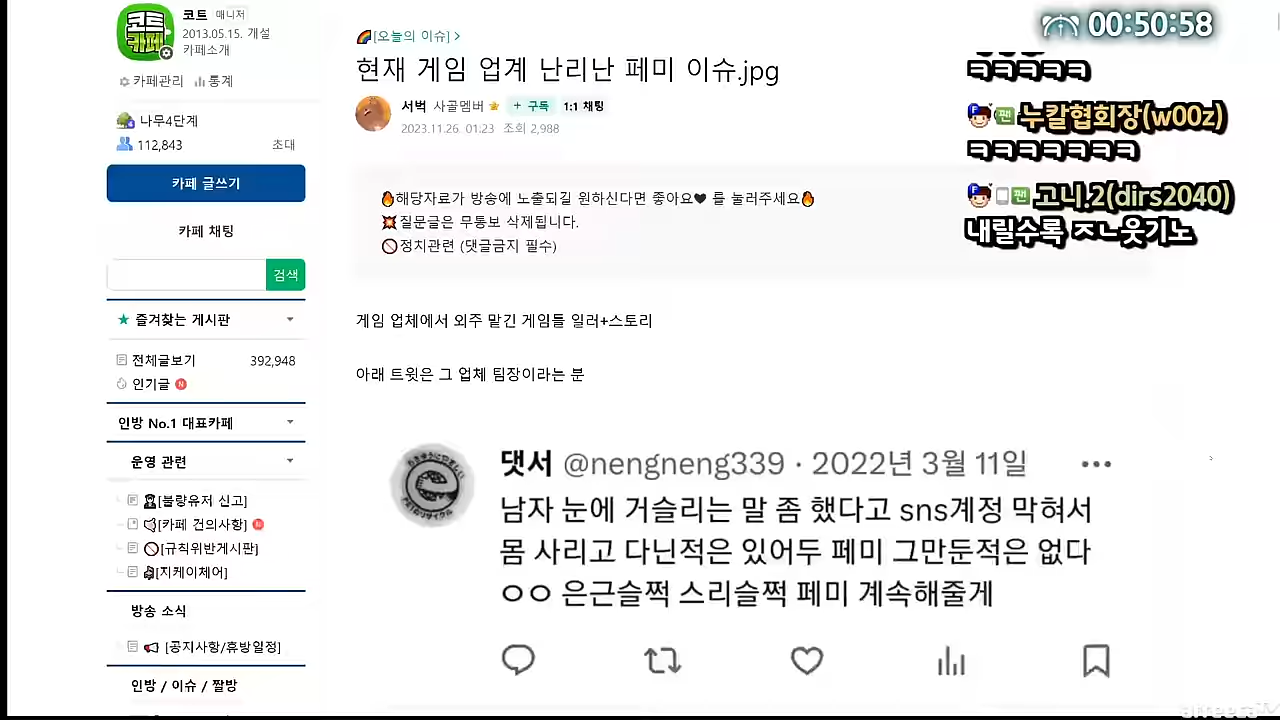 코트 매니저
2013.05.15. 개설
카페소개
카페관리 통계
나무4단계
112,843 초대
카페 글쓰기
카페 채팅
검색
★ 즐겨찾는 게시판
전체글보기 392,948
인기글 N
인방 No.1 대표카페
운영 관련
[불량유저 신고]
[카페 건의사항] N
[규칙위반게시판]
[지케이체어]
방송 소식
[공지사항/휴방일정]
인방 / 이슈 / 짤방
[오늘의 이슈] >
현재 게임 업계 난리난 페미 이슈.jpg
서벅 사골멤버 + 구독 1:1 채팅
2023.11.26. 01:23 조회 2,988
🔥해당자료가 방송에 노출되길 원하신다면 좋아요♥ 를 눌러주세요🔥
💥질문글은 무통보 삭제됩니다.
🚫정치관련 (댓글금지 필수)
게임 업체에서 외주 맡긴 게임들 일러+스토리
아래 트윗은 그 업체 팀장이라는 분
댓서 @nengneng339 · 2022년 3월 11일 •••
남자 눈에 거슬리는 말 좀 했다고 sns계정 막혀서
몸 사리고 다닌적은 있어두 페미 그만둔적은 없다
ㅇㅇ 은근슬쩍 스리슬쩍 페미 계속해줄게
00:50:58
ㅋㅋㅋㅋㅋ
팬 누칼협회장(w00z)
ㅋㅋㅋㅋㅋㅋㅋ
팬 고니.2(dirs2040)
내릴수록 ㅈㄴ웃기노
afreecaTV